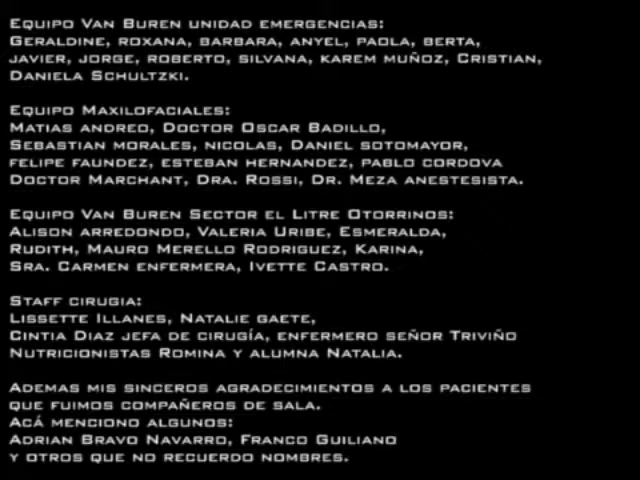 Equipo Van Buren unidad emergencias:
Geraldine, roxana, barbara, anyel, paola, berta,
javier, jorge, roberto, silvana, karem muñoz, Cristian,
Daniela Schultzki.
Equipo Maxilofaciales:
Matias andreo, Doctor Oscar Badillo,
Sebastian morales, nicolas, Daniel sotomayor,
felipe faundez, esteban hernandez, pablo cordova
Doctor Marchant, Dra. Rossi, Dr. Meza anestesista.
Equipo Van Buren Sector el Litre Otorrinos:
Alison arredondo, Valeria Uribe, Esmeralda,
Rudith, Mauro Merello Rodriguez, Karina,
Sra. Carmen enfermera, Ivette Castro.
Staff cirugia:
Lissette Illanes, Natalie gaete,
Cintia Diaz jefa de cirugía, enfermero señor Triviño
Nutricionistas Romina y alumna Natalia.
Ademas mis sinceros agradecimientos a los pacientes
que fuimos compañeros de sala.
Acá menciono algunos:
Adrian Bravo Navarro, Franco Guiliano
y otros que no recuerdo nombres.